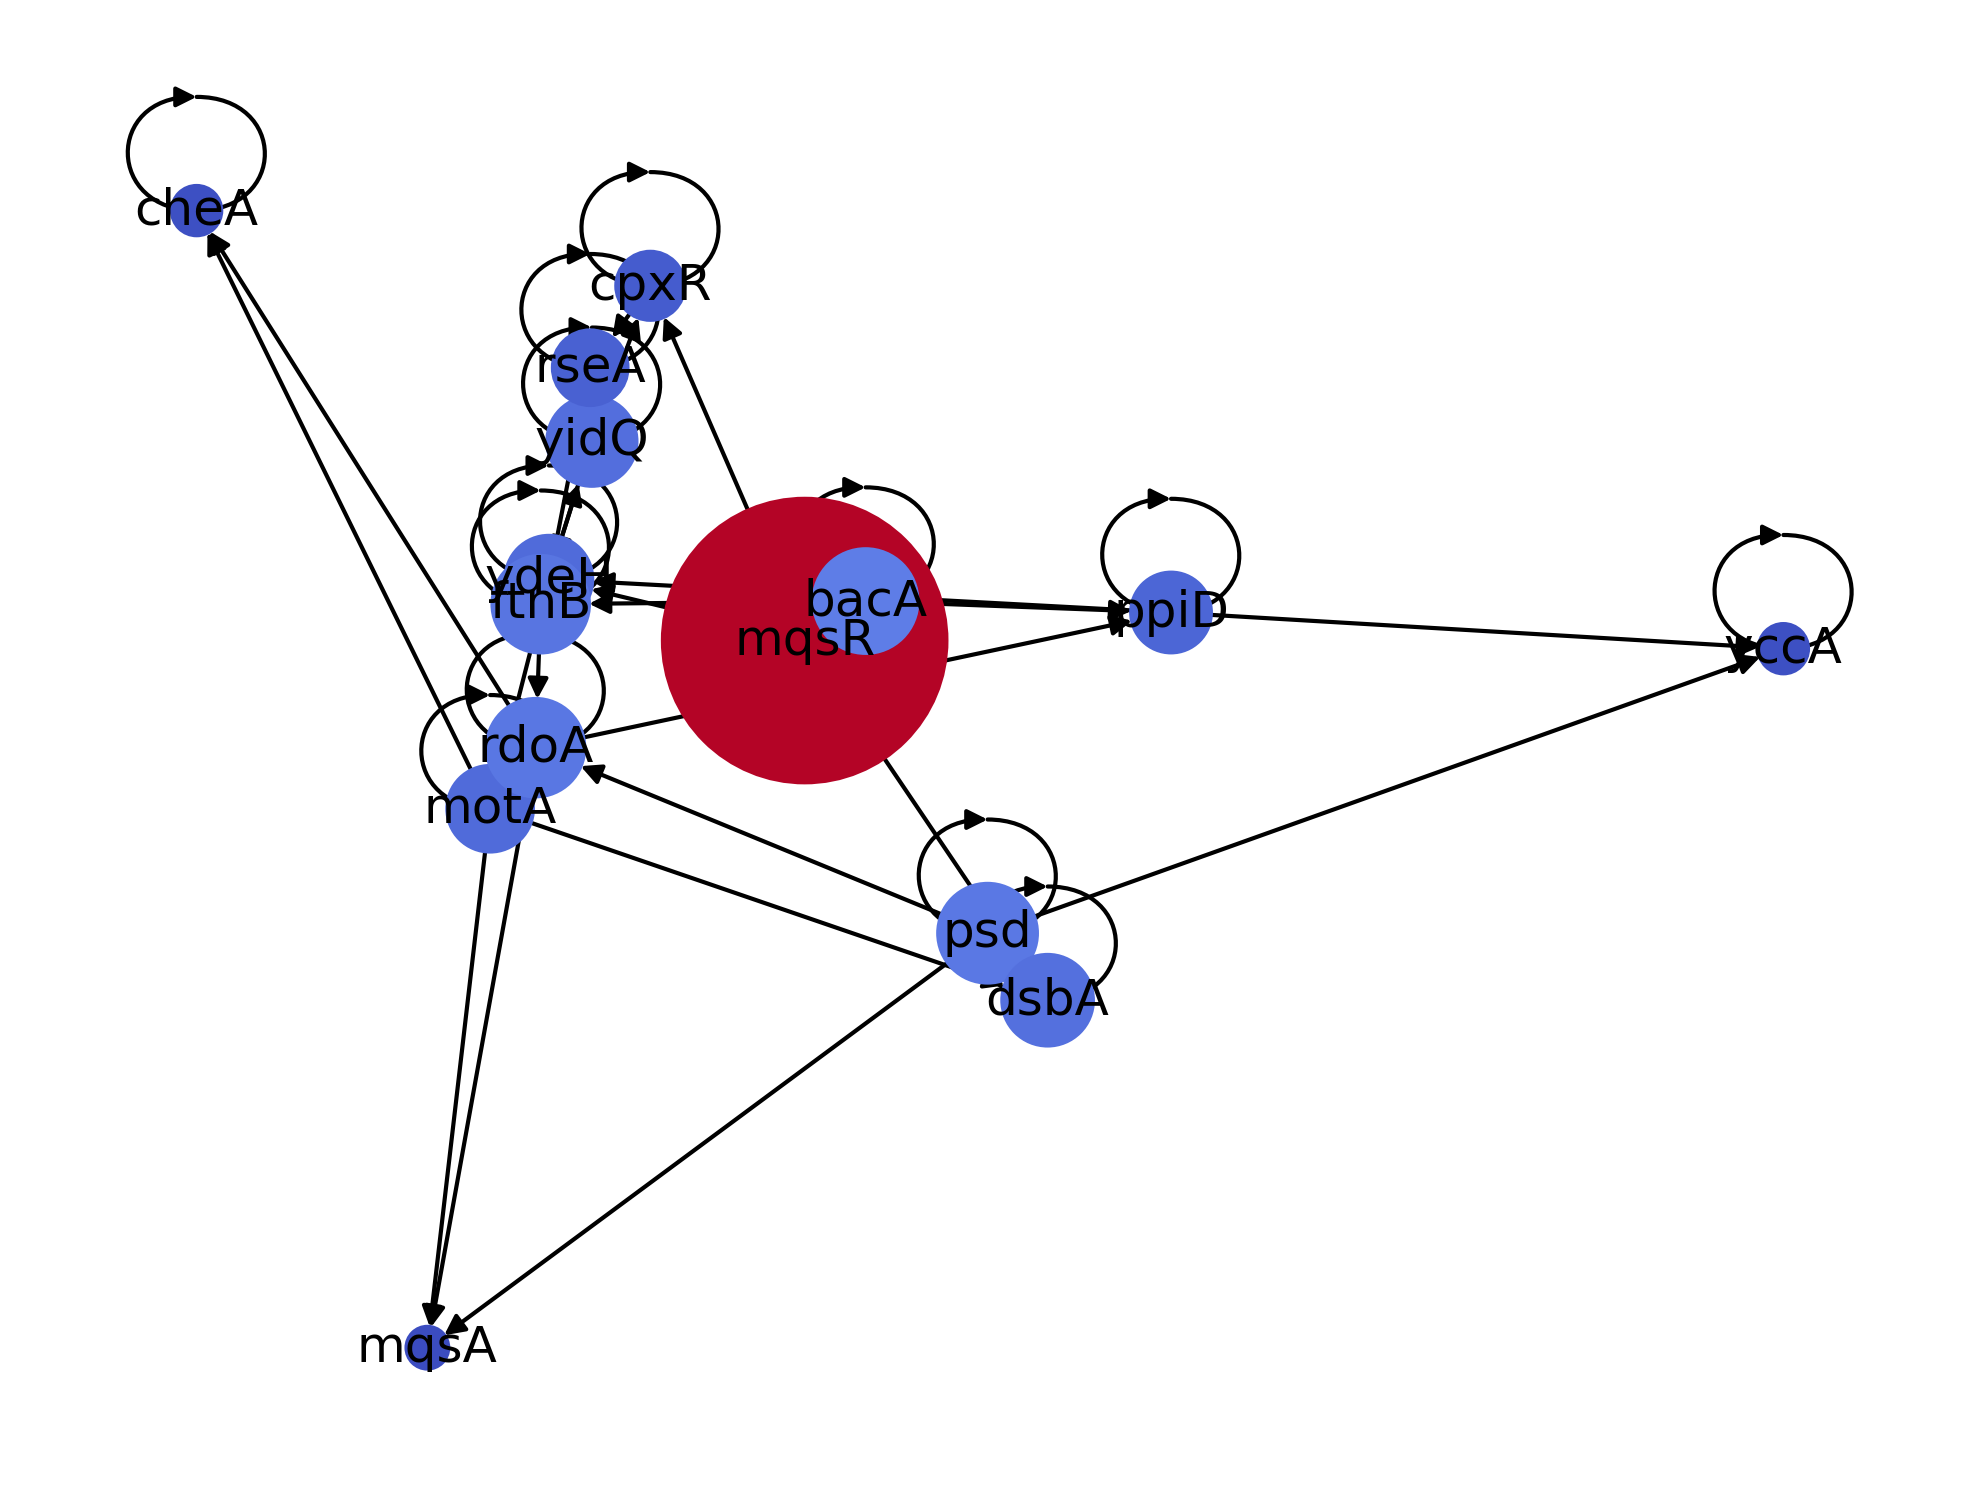 cheA
cpxR
rseA
yidQ
ydeH
ftnB
bacA
ppiD
mqsR
yccA
rdoA
motA
psd
dsbA
mqsA